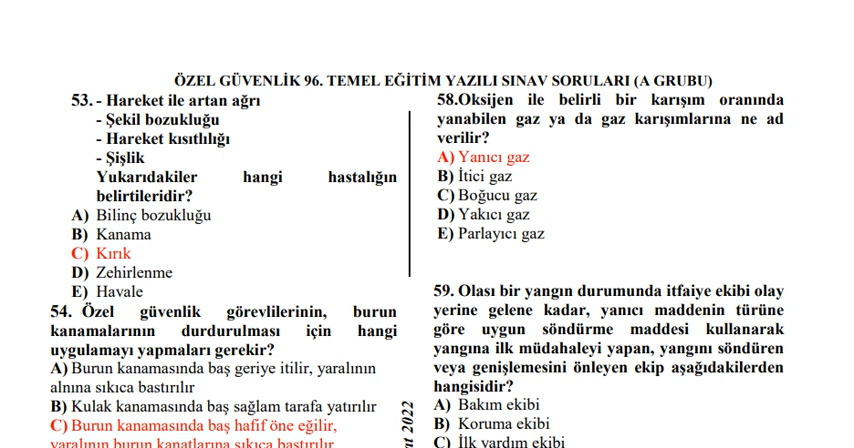 ÖZEL GÜVENLİK 96. TEMEL EĞİTİM YAZILI SINAV SORULARI (A GRUBU)
53. - Hareket ile artan ağrı
- Şekil bozukluğu
- Hareket kısıtlılığı
- Şişlik
Yukarıdakiler hangi hastalığın
belirtileridir?
A) Bilinç bozukluğu
B) Kanama
C) Kırık
D) Zehirlenme
E) Havale
54. Özel güvenlik görevlilerinin, burun
kanamalarının durdurulması için hangi
uygulamayı yapmaları gerekir?
A) Burun kanamasında baş geriye itilir, yaralının
alnına sıkıca bastırılır
B) Kulak kanamasında baş sağlam tarafa yatırılır
C) Burun kanamasında baş hafif öne eğilir,
yaralının burun kanatlarına sıkıca bastırılır
2022
58.Oksijen ile belirli bir karışım oranında
yanabilen gaz ya da gaz karışımlarına ne ad
verilir?
A) Yanıcı gaz
B) İtici gaz
C) Boğucu gaz
D) Yakıcı gaz
E) Parlayıcı gaz
59. Olası bir yangın durumunda itfaiye ekibi olay
yerine gelene kadar, yanıcı maddenin türüne
göre uygun söndürme maddesi kullanarak
yangına ilk müdahaleyi yapan, yangını söndüren
veya genişlemesini önleyen ekip aşağıdakilerden
hangisidir?
A) Bakım ekibi
B) Koruma ekibi
C) İlk yardım ekibi